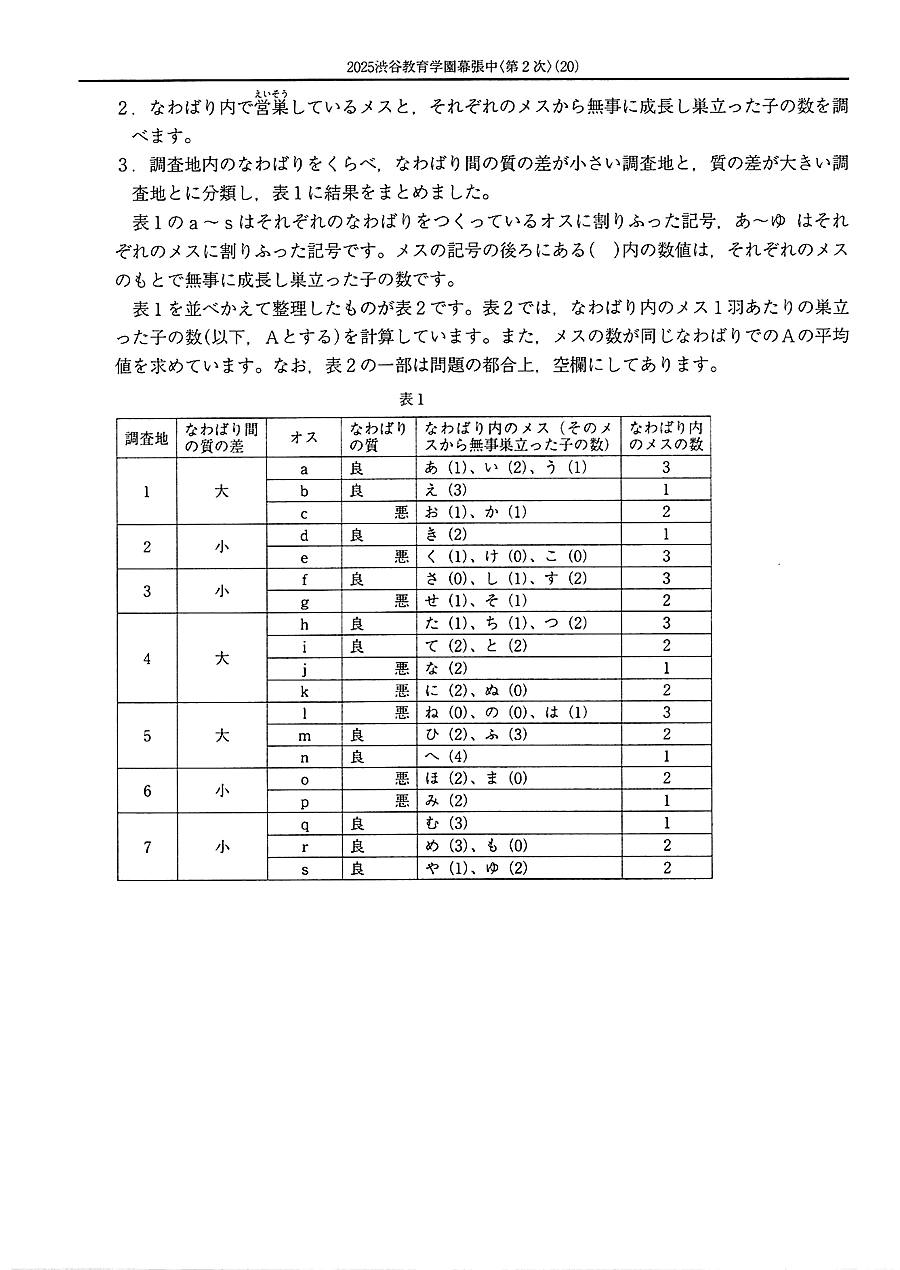 2025渋谷教育学園幕張中〈第2次〉(20)
えいそう
2．なわばり内で営巣しているメスと，それぞれのメスから無事に成長し巣立った子の数を調
べます。
3．調査地内のなわばりをくらべ，なわばり間の質の差が小さい調査地と，質の差が大きい調
査地とに分類し，表1に結果をまとめました。
表1のa～sはそれぞれのなわばりをつくっているオスに割りふった記号，あ～ゆ はそれ
ぞれのメスに割りふった記号です。メスの記号の後ろにある( )内の数値は，それぞれのメス
のもとで無事に成長し巣立った子の数です。
表1を並べかえて整理したものが表2です。表2では，なわばり内のメス1羽あたりの巣立
った子の数(以下，Aとする)を計算しています。また，メスの数が同じなわばりでのAの平均
値を求めています。なお，表2の一部は問題の都合上，空欄にしてあります。
表1
調査地 なわばり間の質の差 オス なわばりの質 なわばり内のメス（そのメスから無事巣立った子の数） なわばり内のメスの数
1 大 a 良 あ (1)、い (2)、う (1) 3
b 良 え (3) 1
c 悪 お (1)、か (1) 2
2 小 d 良 き (2) 1
e 悪 く (1)、け (0)、こ (0) 3
3 小 f 良 さ (0)、し (1)、す (2) 3
g 悪 せ (1)、そ (1) 2
4 大 h 良 た (1)、ち (1)、つ (2) 3
i 良 て (2)、と (2) 2
j 悪 な (2) 1
k 悪 に (2)、ぬ (0) 2
5 大 l 悪 ね (0)、の (0)、は (1) 3
m 良 ひ (2)、ふ (3) 2
n 良 へ (4) 1
6 小 o 悪 ほ (2)、ま (0) 2
p 悪 み (2) 1
7 小 q 良 む (3) 1
r 良 め (3)、も (0) 2
s 良 や (1)、ゆ (2) 2